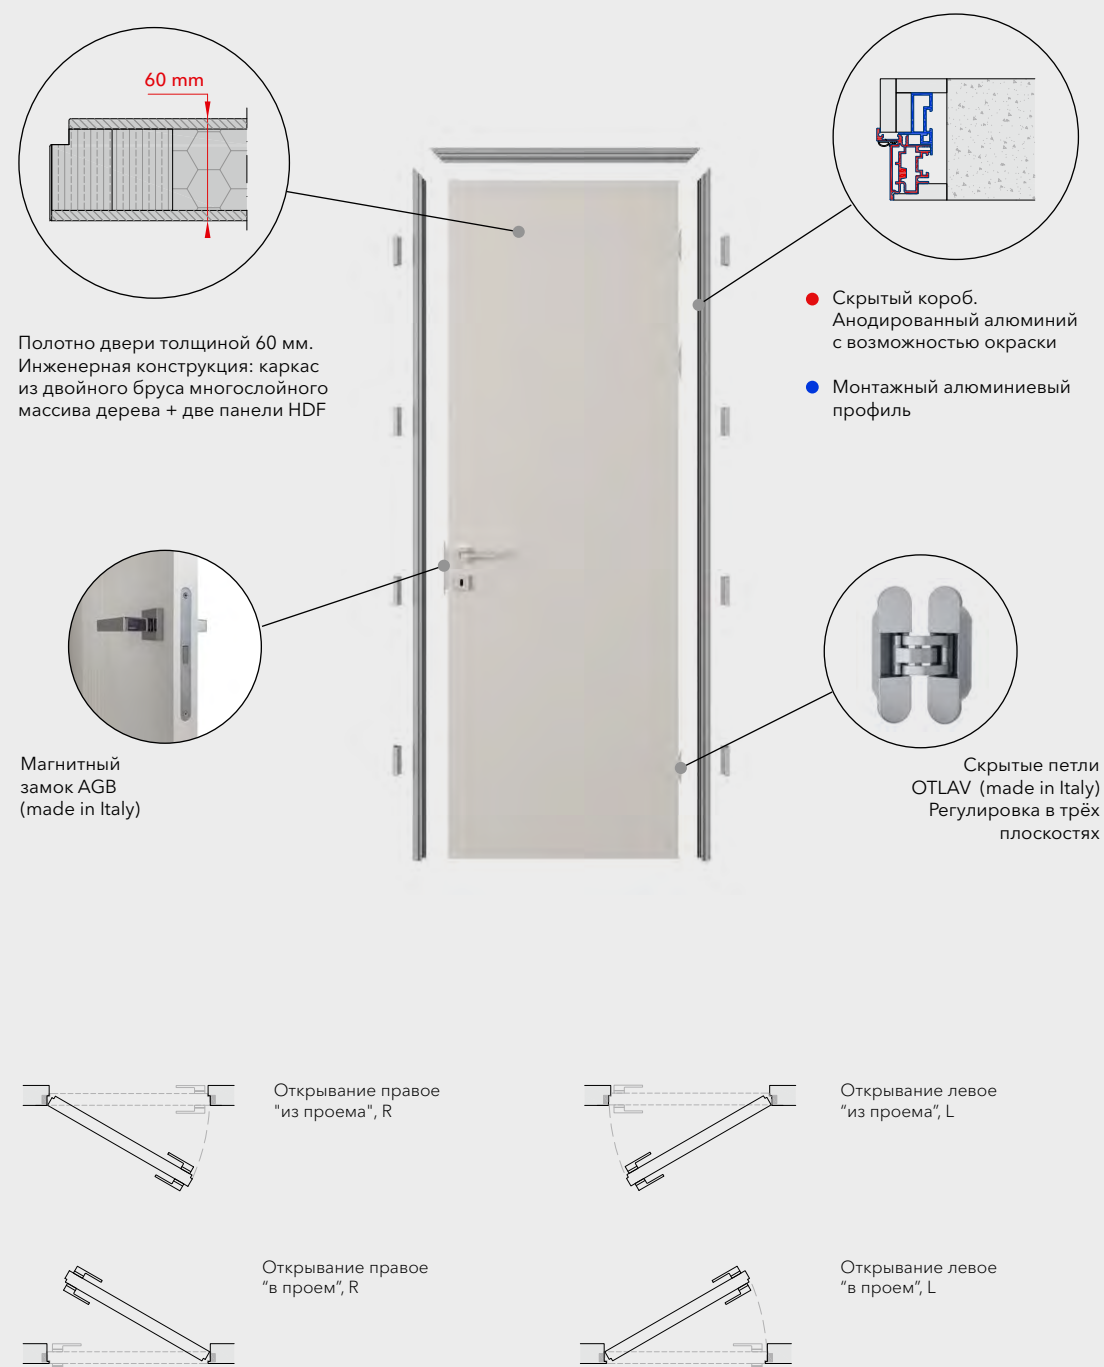 60 mm
Полотно двери толщиной 60 мм.
Инженерная конструкция: каркас
из двойного бруса многослойного
массива дерева + две панели HDF
Скрытый короб.
Анодированный алюминий
с возможностью окраски
Монтажный алюминиевый
профиль
Магнитный
замок AGB
(made in Italy)
Скрытые петли
OTLAV (made in Italy)
Регулировка в трёх
плоскостях
Открывание правое
"из проема", R
Открывание левое
“из проема”, L
Открывание правое
“в проем”, R
Открывание левое
“в проем”, L